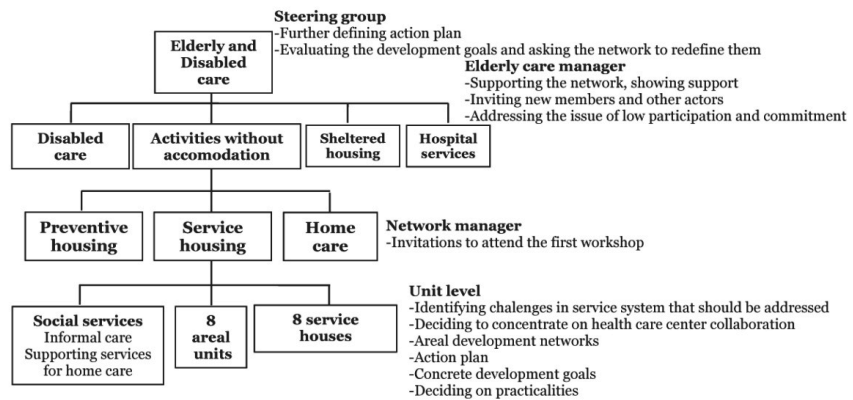 Steering group
-Further defining action plan
-Evaluating the development goals and asking the network to redefine them
Elderly and
Disabled
care
Elderly care manager
-Supporting the network, showing support
-Inviting new members and other actors
-Addressing the issue of low participation and commitment
Disabled
care
Activities without
accomodation
Sheltered
housing
Hospital
services
Preventive
housing
Service
housing
Home
care
Network manager
-Invitations to attend the first workshop
Social services
Informal care
Supporting services
for home care
8
areal
units
8 service
houses
Unit level
-Identifying chalenges in service system that should be addressed
-Deciding to concentrate on health care center collaboration
-Areal development networks
-Action plan
-Concrete development goals
-Deciding on practicalities